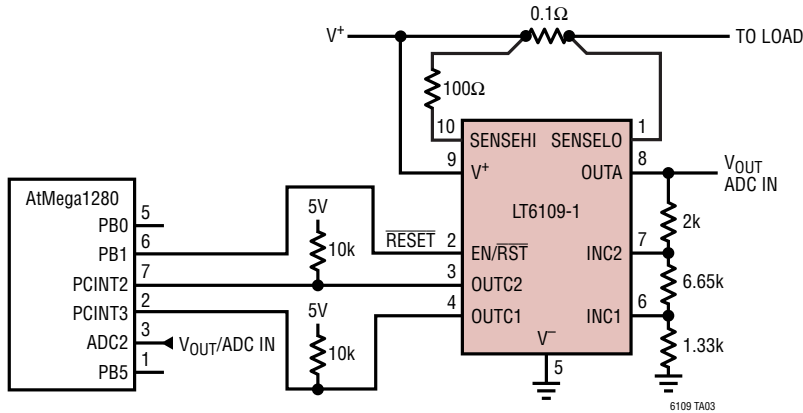 0.1Ω
V+
TO LOAD
100Ω
10
SENSEHI
SENSELO
1
9
V+
OUTA
8
VOUT
ADC IN
LT6109-1
2k
AtMega1280
PB0
5
PB1
6
PCINT2
7
PCINT3
2
ADC2
3
VOUT/ADC IN
PB5
1
5V
10k
5V
10k
RESET
2
EN/RST
3
OUTC2
4
OUTC1
INC2
7
6.65k
INC1
6
1.33k
V–
5
6109 TA03